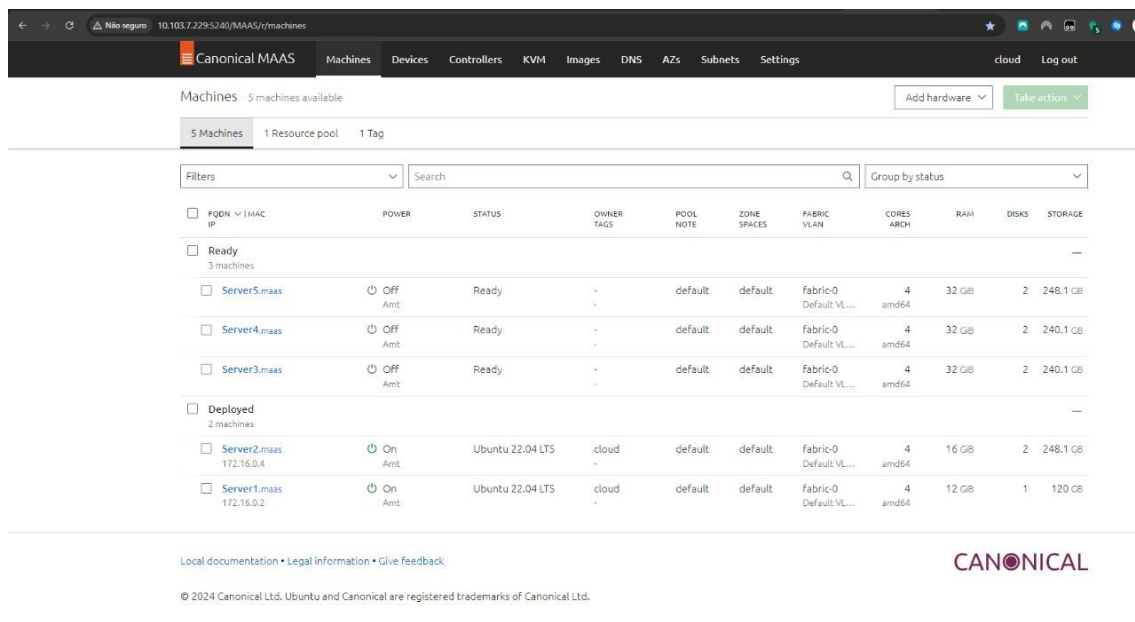 Não seguro 10.103.7.229:5240/MAAS/r/machines
Canonical MAAS Machines Devices Controllers KVM Images DNS AZs Subnets Settings cloud Log out
Machines 5 machines available Add hardware Take action
5 Machines 1 Resource pool 1 Tag
Filters Search Group by status
FQDN | MAC POWER STATUS OWNER POOL ZONE FABRIC CORES RAM DISKS STORAGE
IP TAGS NOTE SPACES VLAN ARCH
Ready —
3 machines
Server5.maas Off Ready - default default fabric-0 4 32 GiB 2 248.1 GB
Amt - Default VL... amd64
Server4.maas Off Ready - default default fabric-0 4 32 GiB 2 240.1 GB
Amt - Default VL... amd64
Server3.maas Off Ready - default default fabric-0 4 32 GiB 2 240.1 GB
Amt - Default VL... amd64
Deployed —
2 machines
Server2.maas On Ubuntu 22.04 LTS cloud default default fabric-0 4 16 GiB 2 248.1 GB
172.16.0.4 Amt - Default VL... amd64
Server1.maas On Ubuntu 22.04 LTS cloud default default fabric-0 4 12 GiB 1 120 GB
172.16.0.2 Amt - Default VL... amd64
Local documentation • Legal information • Give feedback CANONICAL
© 2024 Canonical Ltd. Ubuntu and Canonical are registered trademarks of Canonical Ltd.